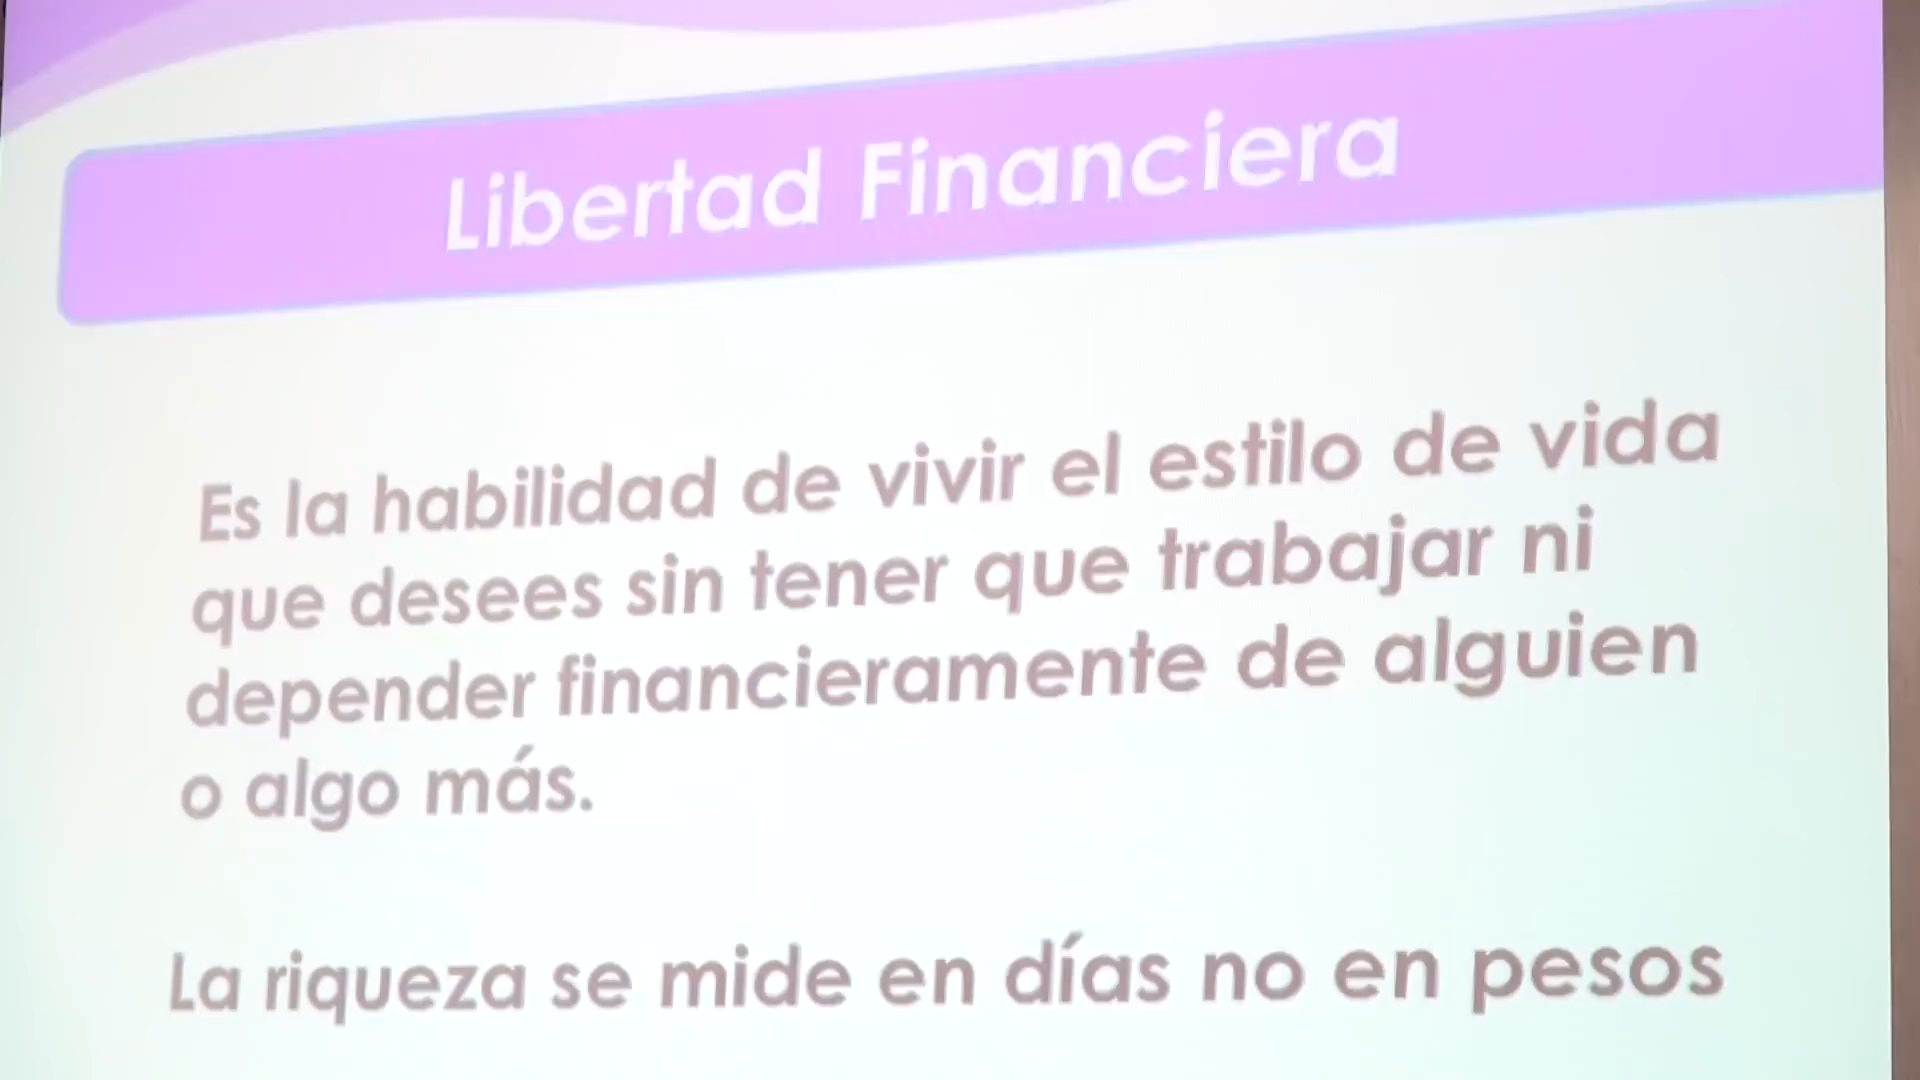 Libertad Financiera
Es la habilidad de vivir el estilo de vida
que desees sin tener que trabajar ni
depender financieramente de alguien
o algo más.
La riqueza se mide en días no en pesos